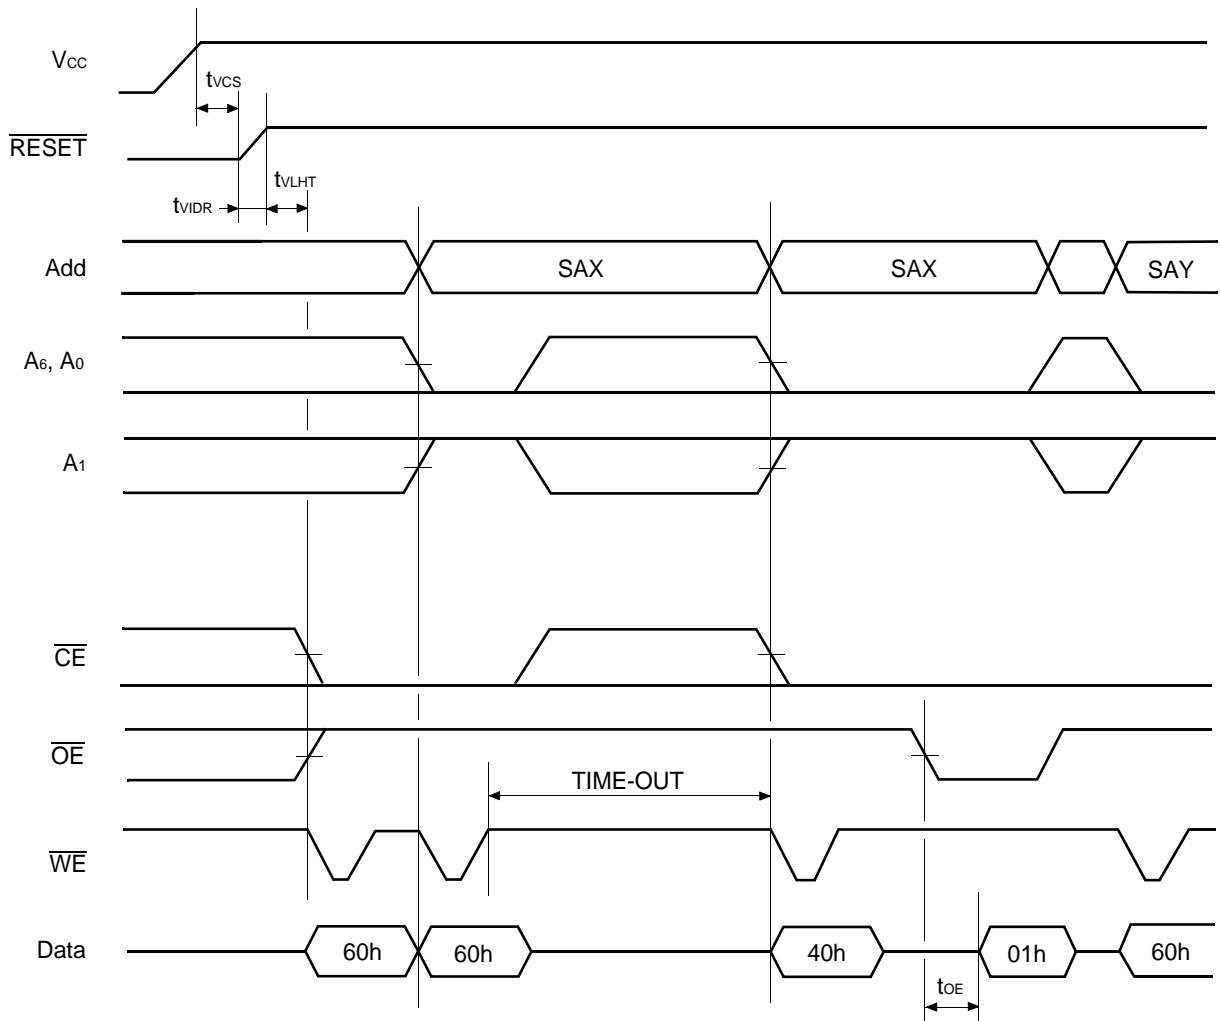 VCC
tVCS
RESET
tVLHT
tVIDR
Add SAX SAX SAY
A6, A0
A1
CE
OE
TIME-OUT
WE
Data 60h 60h 40h 01h 60h
tOE